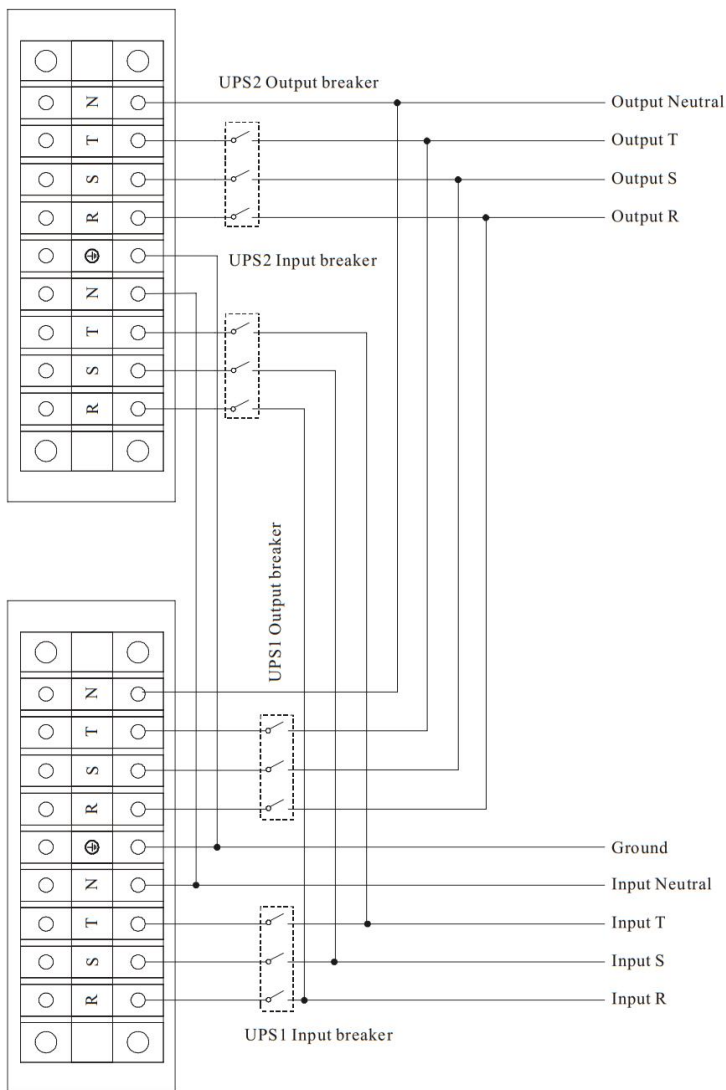 UPS2 Output breaker
N
Output Neutral
T
Output T
S
Output S
R
Output R
UPS2 Input breaker
N
T
S
R
UPS1 Output breaker
N
T
S
R
Ground
N
Input Neutral
T
Input T
S
Input S
R
Input R
UPS1 Input breaker